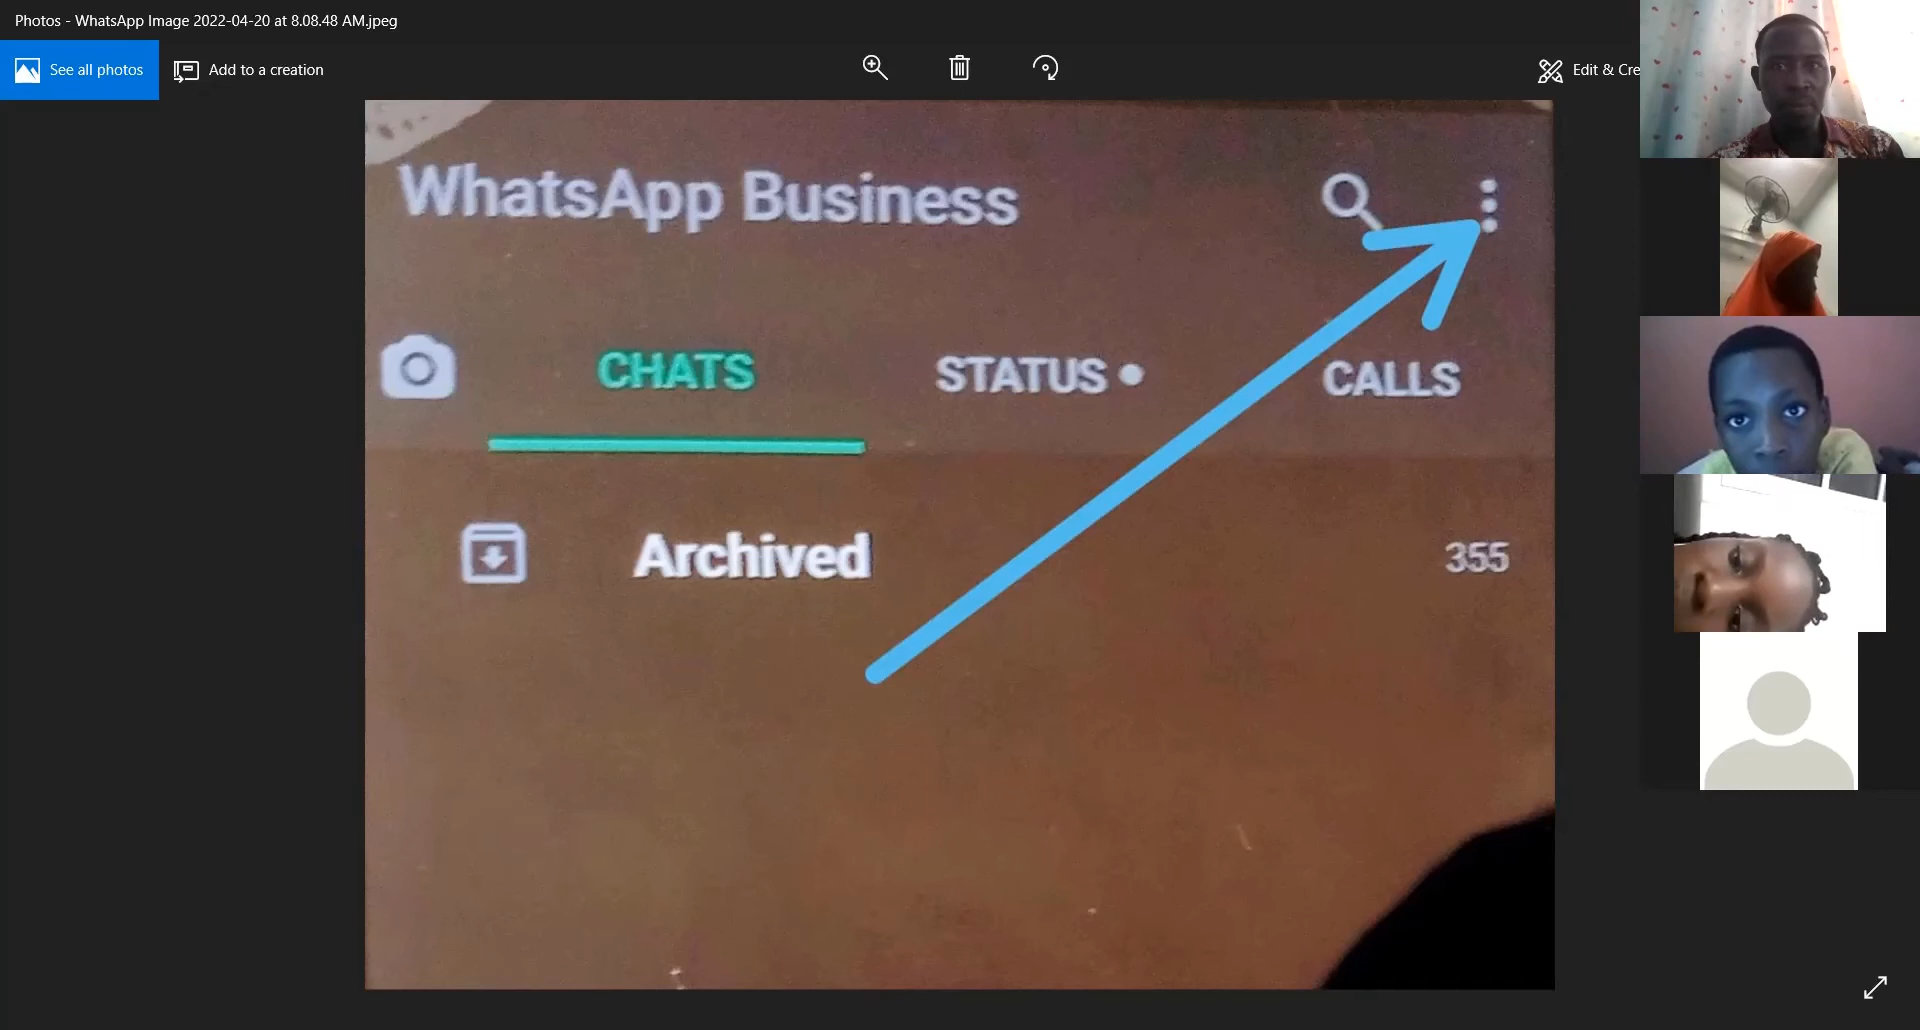 Photos - WhatsApp Image 2022-04-20 at 8.08.48 AM.jpeg
See all photos
Add to a creation
Edit & Cre
WhatsApp Business
CHATS
STATUS
CALLS
Archived
355